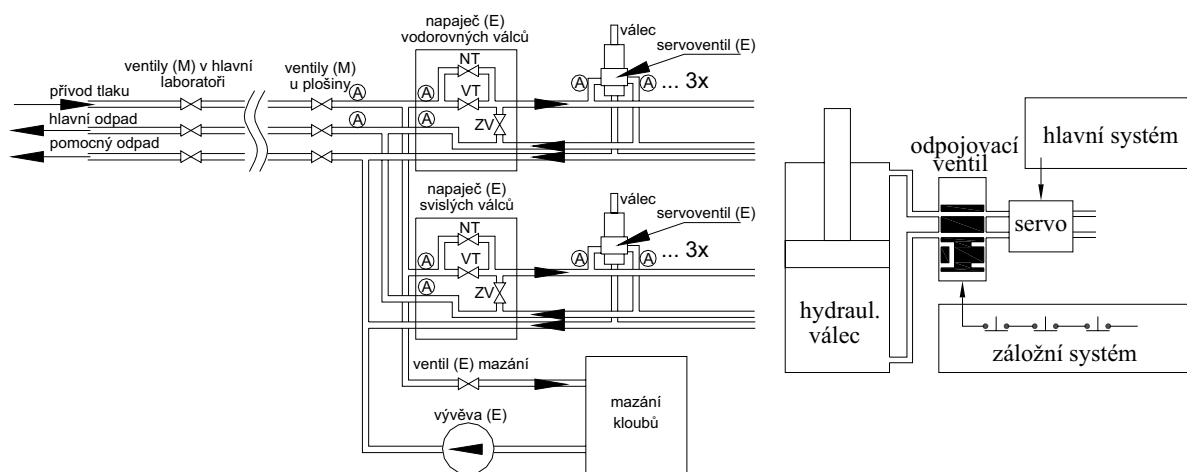 napaječ (E)
vodorovných válců
NT
VT
ZV
válec
servoventil (E)
A
A
... 3x
ventily (M) v hlavní
laboratoři
ventily (M)
u plošiny
A
A
A
A
přívod tlaku
hlavní odpad
pomocný odpad
napaječ (E)
svislých válců
NT
VT
ZV
A
A
válec
servoventil (E)
A
A
... 3x
ventil (E) mazání
vývěva (E)
mazání
kloubů
odpojovací
ventil
hlavní systém
servo
hydraul.
válec
záložní systém